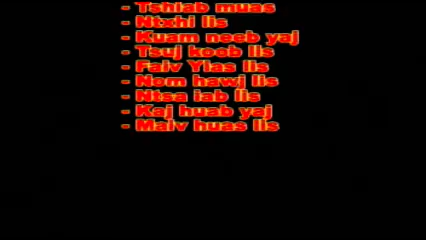 - Tshiab muas
- Ntxhi lis
- Kuam neeb yaj
- Tsuj koob lis
- Faiv Ylas lis
- Nom hawj lis
- Ntsa iab lis
- Kaj huab yaj
- Maiv huas lis